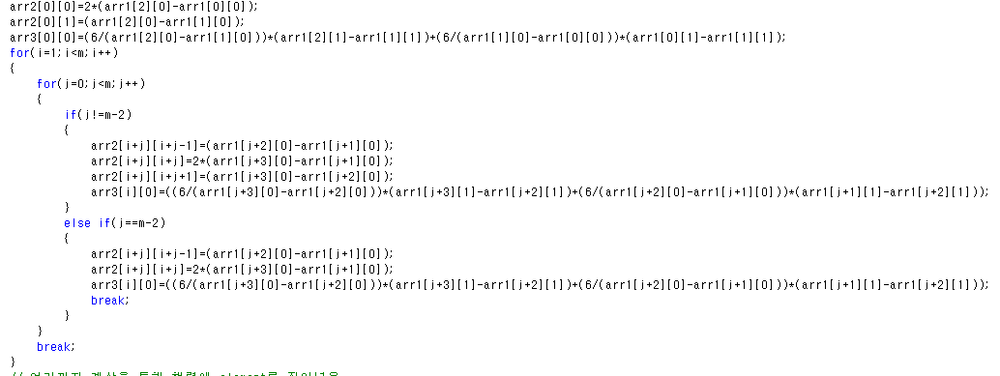 arr2[0][0]=2*(arr1[2][0]-arr1[0][0]);
arr2[0][1]=(arr1[2][0]-arr1[1][0]);
arr3[0][0]=(6/(arr1[2][0]-arr1[1][0]))*(arr1[2][1]-arr1[1][1])+(6/(arr1[1][0]-arr1[0][0]))*(arr1[0][1]-arr1[1][1]);
for(i=1;i<m;i++)
{
for(j=0;j<m;j++)
{
if(j!=m-2)
{
arr2[i+j][i+j-1]=(arr1[j+2][0]-arr1[j+1][0]);
arr2[i+j][i+j]=2*(arr1[j+3][0]-arr1[j+1][0]);
arr2[i+j][i+j+1]=(arr1[j+3][0]-arr1[j+2][0]);
arr3[i][0]=((6/(arr1[j+3][0]-arr1[j+2][0]))*(arr1[j+3][1]-arr1[j+2][1])+(6/(arr1[j+2][0]-arr1[j+1][0]))*(arr1[j+1][1]-arr1[j+2][1]));
}
else if(j==m-2)
{
arr2[i+j][i+j-1]=(arr1[j+2][0]-arr1[j+1][0]);
arr2[i+j][i+j]=2*(arr1[j+3][0]-arr1[j+1][0]);
arr3[i][0]=((6/(arr1[j+3][0]-arr1[j+2][0]))*(arr1[j+3][1]-arr1[j+2][1])+(6/(arr1[j+2][0]-arr1[j+1][0]))*(arr1[j+1][1]-arr1[j+2][1]));
break;
}
}
break;
}